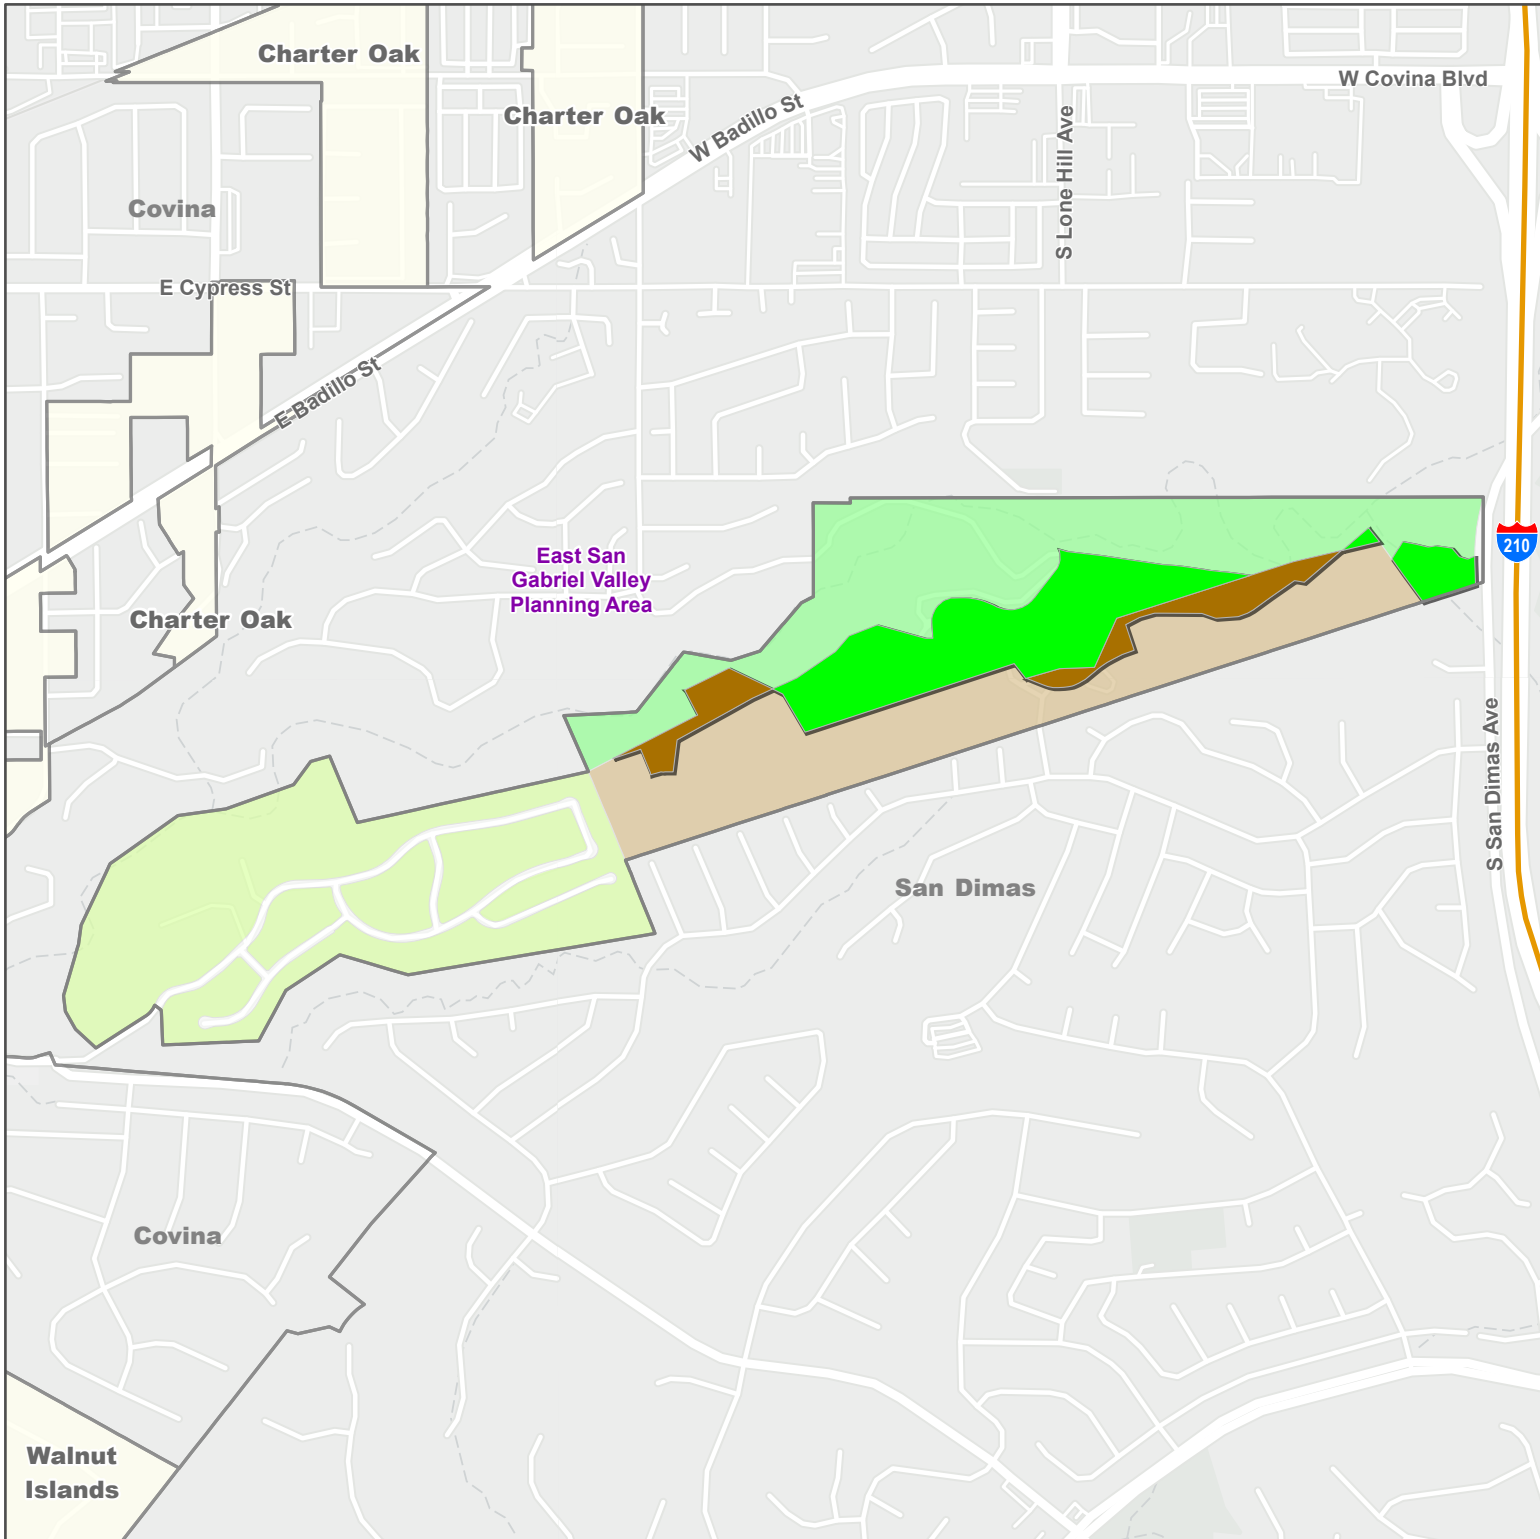 Charter Oak
W Covina Blvd
Charter Oak
W Badillo St
S Lone Hill Ave
Covina
E Cypress St
E Badillo St
210
East San
Gabriel Valley
Planning Area
Charter Oak
S San Dimas Ave
San Dimas
Covina
Walnut
Islands